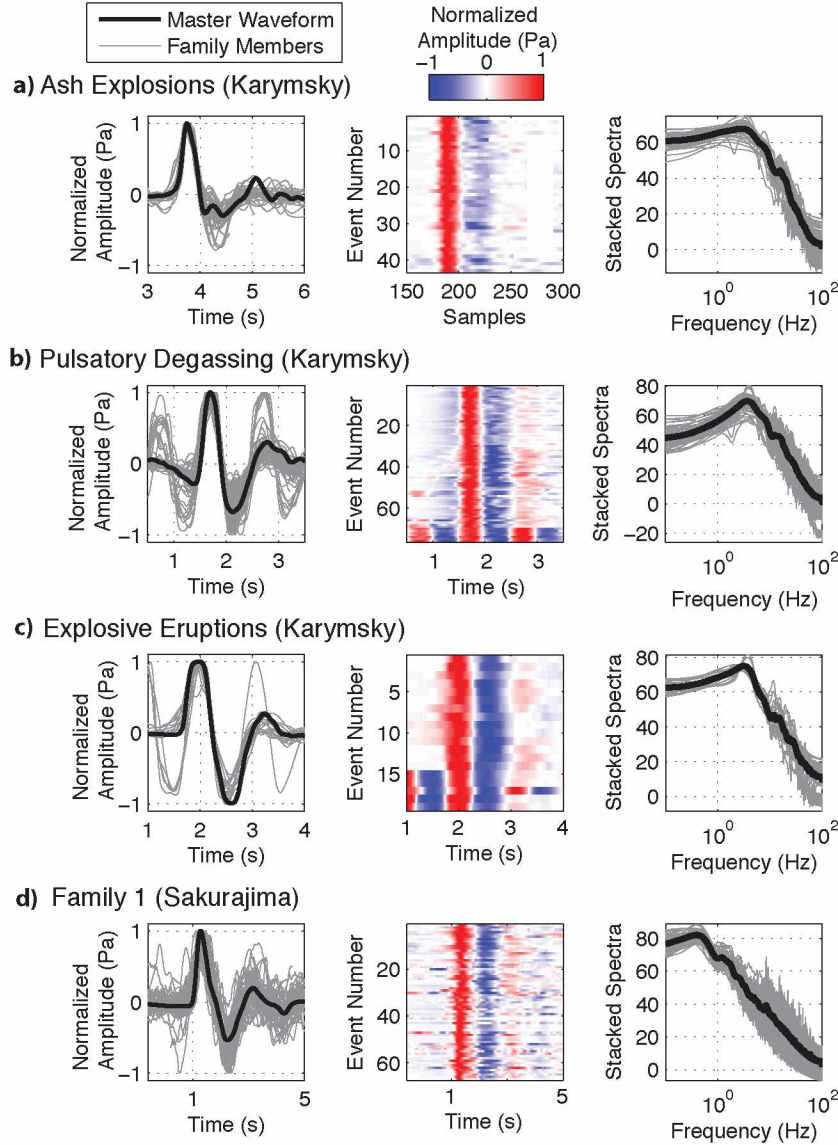 Master Waveform
Family Members
Normalized
Amplitude (Pa)
−1 0 1
a) Ash Explosions (Karymsky)
Normalized
Amplitude (Pa)
1
0
−1
3 4 5 6
Time (s)
Event Number
10
20
30
40
150 200 250 300
Samples
Stacked Spectra
60
40
20
0
10^0 10^2
Frequency (Hz)
b) Pulsatory Degassing (Karymsky)
Normalized
Amplitude (Pa)
1
0
−1
1 2 3
Time (s)
Event Number
20
40
60
1 2 3
Time (s)
Stacked Spectra
80
60
40
20
0
−20
10^0 10^2
Frequency (Hz)
c) Explosive Eruptions (Karymsky)
Normalized
Amplitude (Pa)
1
0
−1
1 2 3 4
Time (s)
Event Number
5
10
15
1 2 3 4
Time (s)
Stacked Spectra
80
60
40
20
0
10^0 10^2
Frequency (Hz)
d) Family 1 (Sakurajima)
Normalized
Amplitude (Pa)
1
0
−1
1 5
Time (s)
Event Number
20
40
60
1 5
Time (s)
Stacked Spectra
80
60
40
20
0
10^0 10^2
Frequency (Hz)